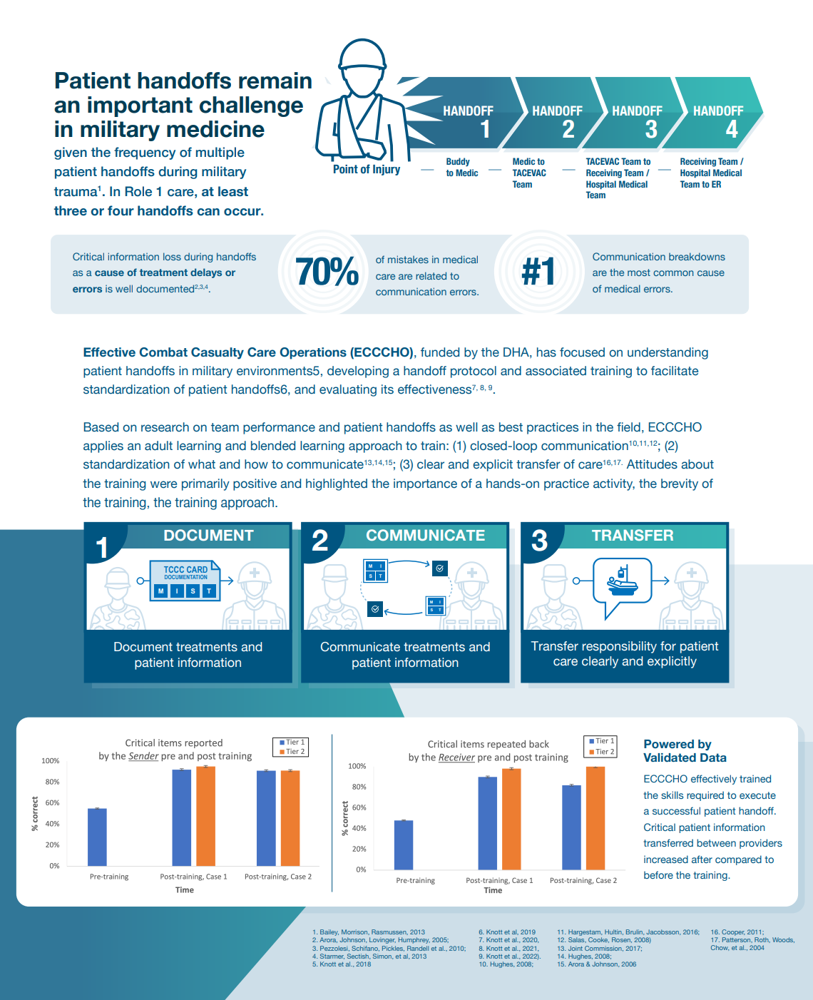 Patient handoffs remain
an important challenge
in military medicine
given the frequency of multiple
patient handoffs during military
trauma¹. In Role 1 care, at least
three or four handoffs can occur.
Point of Injury
HANDOFF
1
HANDOFF
2
HANDOFF
3
HANDOFF
4
Buddy
to Medic
Medic to
TACEVAC
Team
TACEVAC Team to
Receiving Team /
Hospital Medical
Team
Receiving Team /
Hospital Medical
Team to ER
Critical information loss during handoffs
as a cause of treatment delays or
errors is well documented²,³,⁴.
70%
of mistakes in medical
care are related to
communication errors.
#1
Communication breakdowns
are the most common cause
of medical errors.
Effective Combat Casualty Care Operations (ECCCHO), funded by the DHA, has focused on understanding
patient handoffs in military environments5, developing a handoff protocol and associated training to facilitate
standardization of patient handoffs6, and evaluating its effectiveness⁷, ⁸, ⁹.
Based on research on team performance and patient handoffs as well as best practices in the field, ECCCHO
applies an adult learning and blended learning approach to train: (1) closed-loop communication¹⁰,¹¹,¹²; (2)
standardization of what and how to communicate¹³,¹⁴,¹⁵; (3) clear and explicit transfer of care¹⁶,¹⁷. Attitudes about
the training were primarily positive and highlighted the importance of a hands-on practice activity, the brevity of
the training, the training approach.
1
DOCUMENT
TCCC CARD
DOCUMENTATION
M I S T
Document treatments and
patient information
2
COMMUNICATE
M I
S T
M I
S T
Communicate treatments and
patient information
3
TRANSFER
Transfer responsibility for patient
care clearly and explicitly
Critical items reported
by the Sender pre and post training
Tier 1
Tier 2
% correct
100%
80%
60%
40%
20%
0%
Pre-training
Post-training, Case 1
Post-training, Case 2
Time
Critical items repeated back
by the Receiver pre and post training
Tier 1
Tier 2
% correct
100%
80%
60%
40%
20%
0%
Pre-training
Post-training, Case 1
Post-training, Case 2
Time
Powered by
Validated Data
ECCCHO effectively trained
the skills required to execute
a successful patient handoff.
Critical patient information
transferred between providers
increased after compared to
before the training.
1. Bailey, Morrison, Rasmussen, 2013
2. Arora, Johnson, Lovinger, Humphrey, 2005;
3. Pezzolesi, Schifano, Pickles, Randell et al., 2010;
4. Starmer, Sectish, Simon, et al, 2013
5. Knott et al., 2018
6. Knott et al, 2019
7. Knott et al., 2020,
8. Knott et al., 2021,
9. Knott et al., 2022).
10. Hughes, 2008;
11. Hargestam, Hultin, Brulin, Jacobsson, 2016;
12. Salas, Cooke, Rosen, 2008)
13. Joint Commission, 2017;
14. Hughes, 2008;
15. Arora & Johnson, 2006
16. Cooper, 2011;
17. Patterson, Roth, Woods,
Chow, et al., 2004